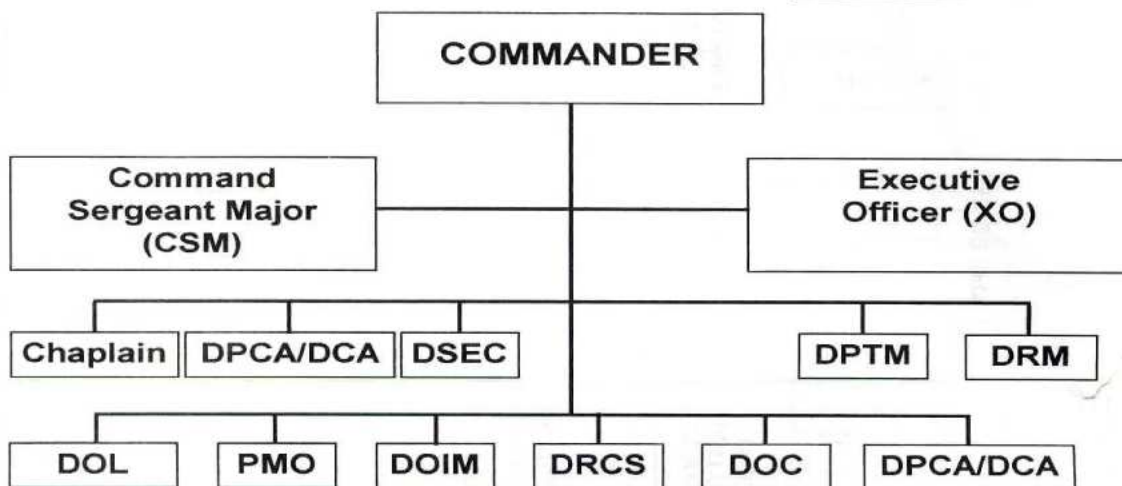 COMMANDER
Command
Sergeant Major
(CSM)
Executive
Officer (XO)
Chaplain
DPCA/DCA
DSEC
DPTM
DRM
DOL
PMO
DOIM
DRCS
DOC
DPCA/DCA